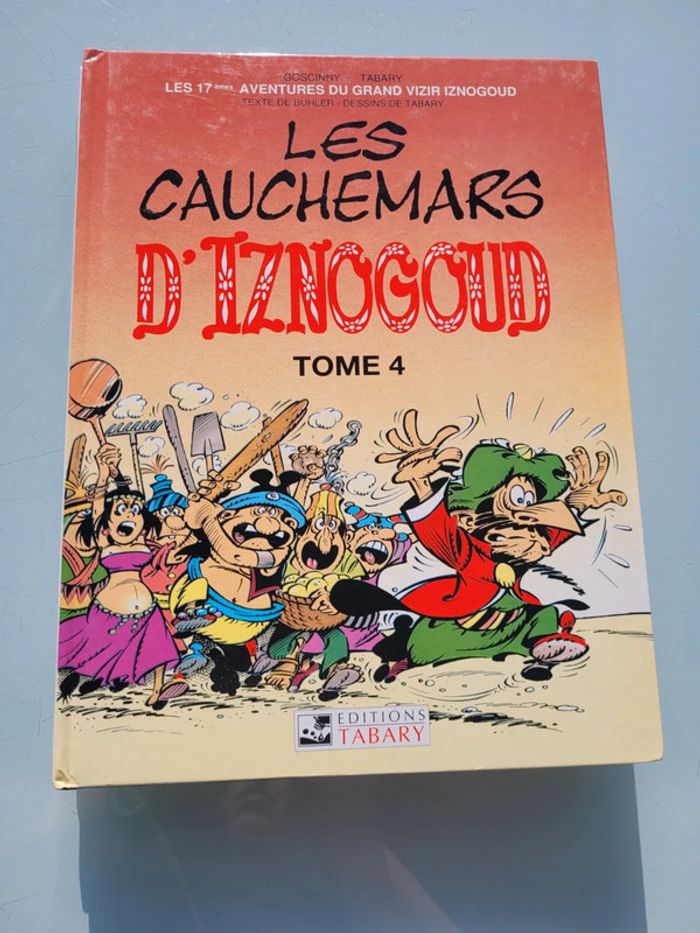 GOSCINNY - TABARY
LES 17èmes AVENTURES DU GRAND VIZIR IZNOGOUD
TEXTE DE BUHLER - DESSINS DE TABARY
LES
CAUCHEMARS
D'IZNOGOUD
TOME 4
EDITIONS
TABARY